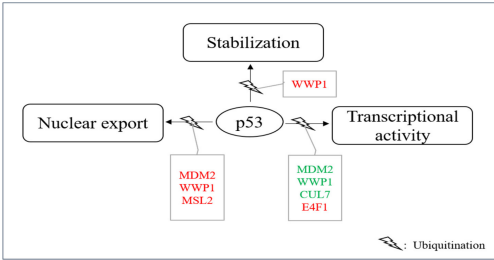 Stabilization
WWP1
Nuclear export
p53
Transcriptional
activity
MDM2
WWP1
MSL2
MDM2
WWP1
CUL7
E4F1
: Ubiquitination